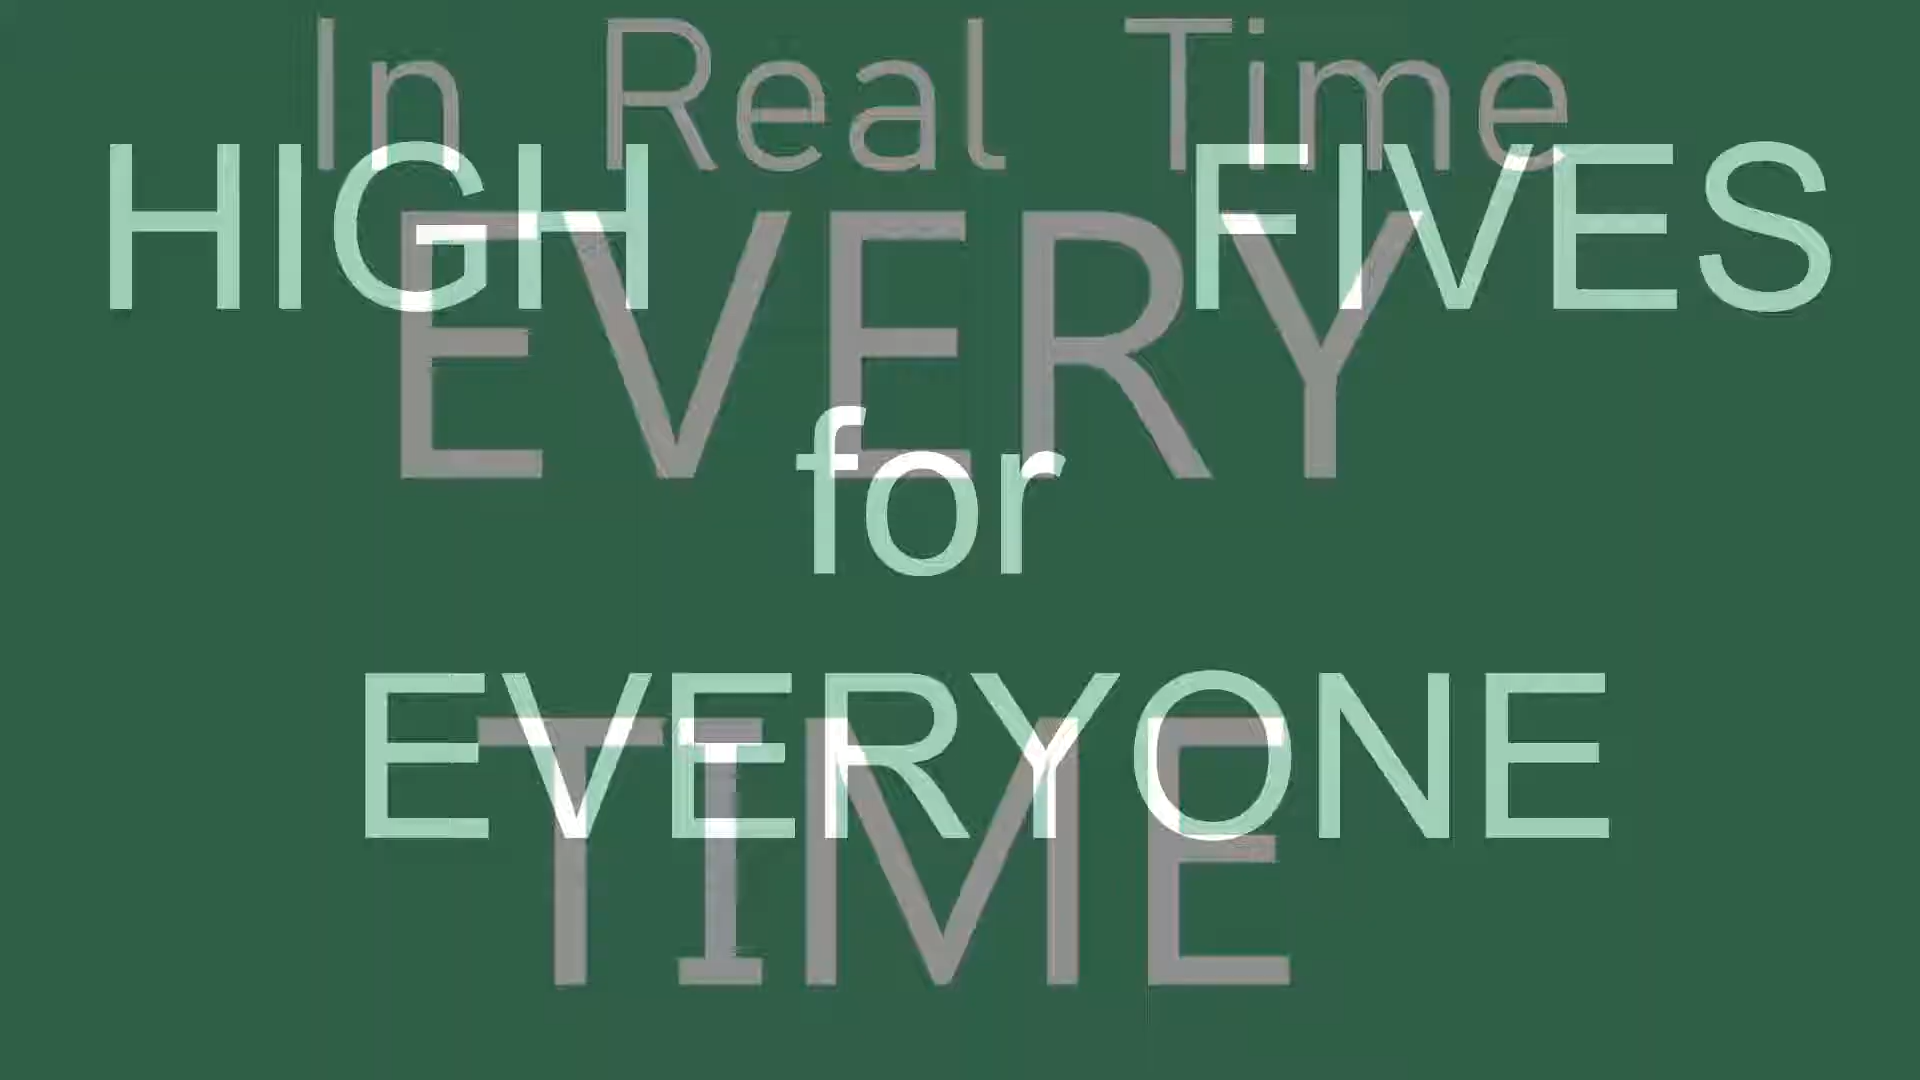 In Real Time
HIGH FIVES
EVERY
for
EVERYONE
TIME